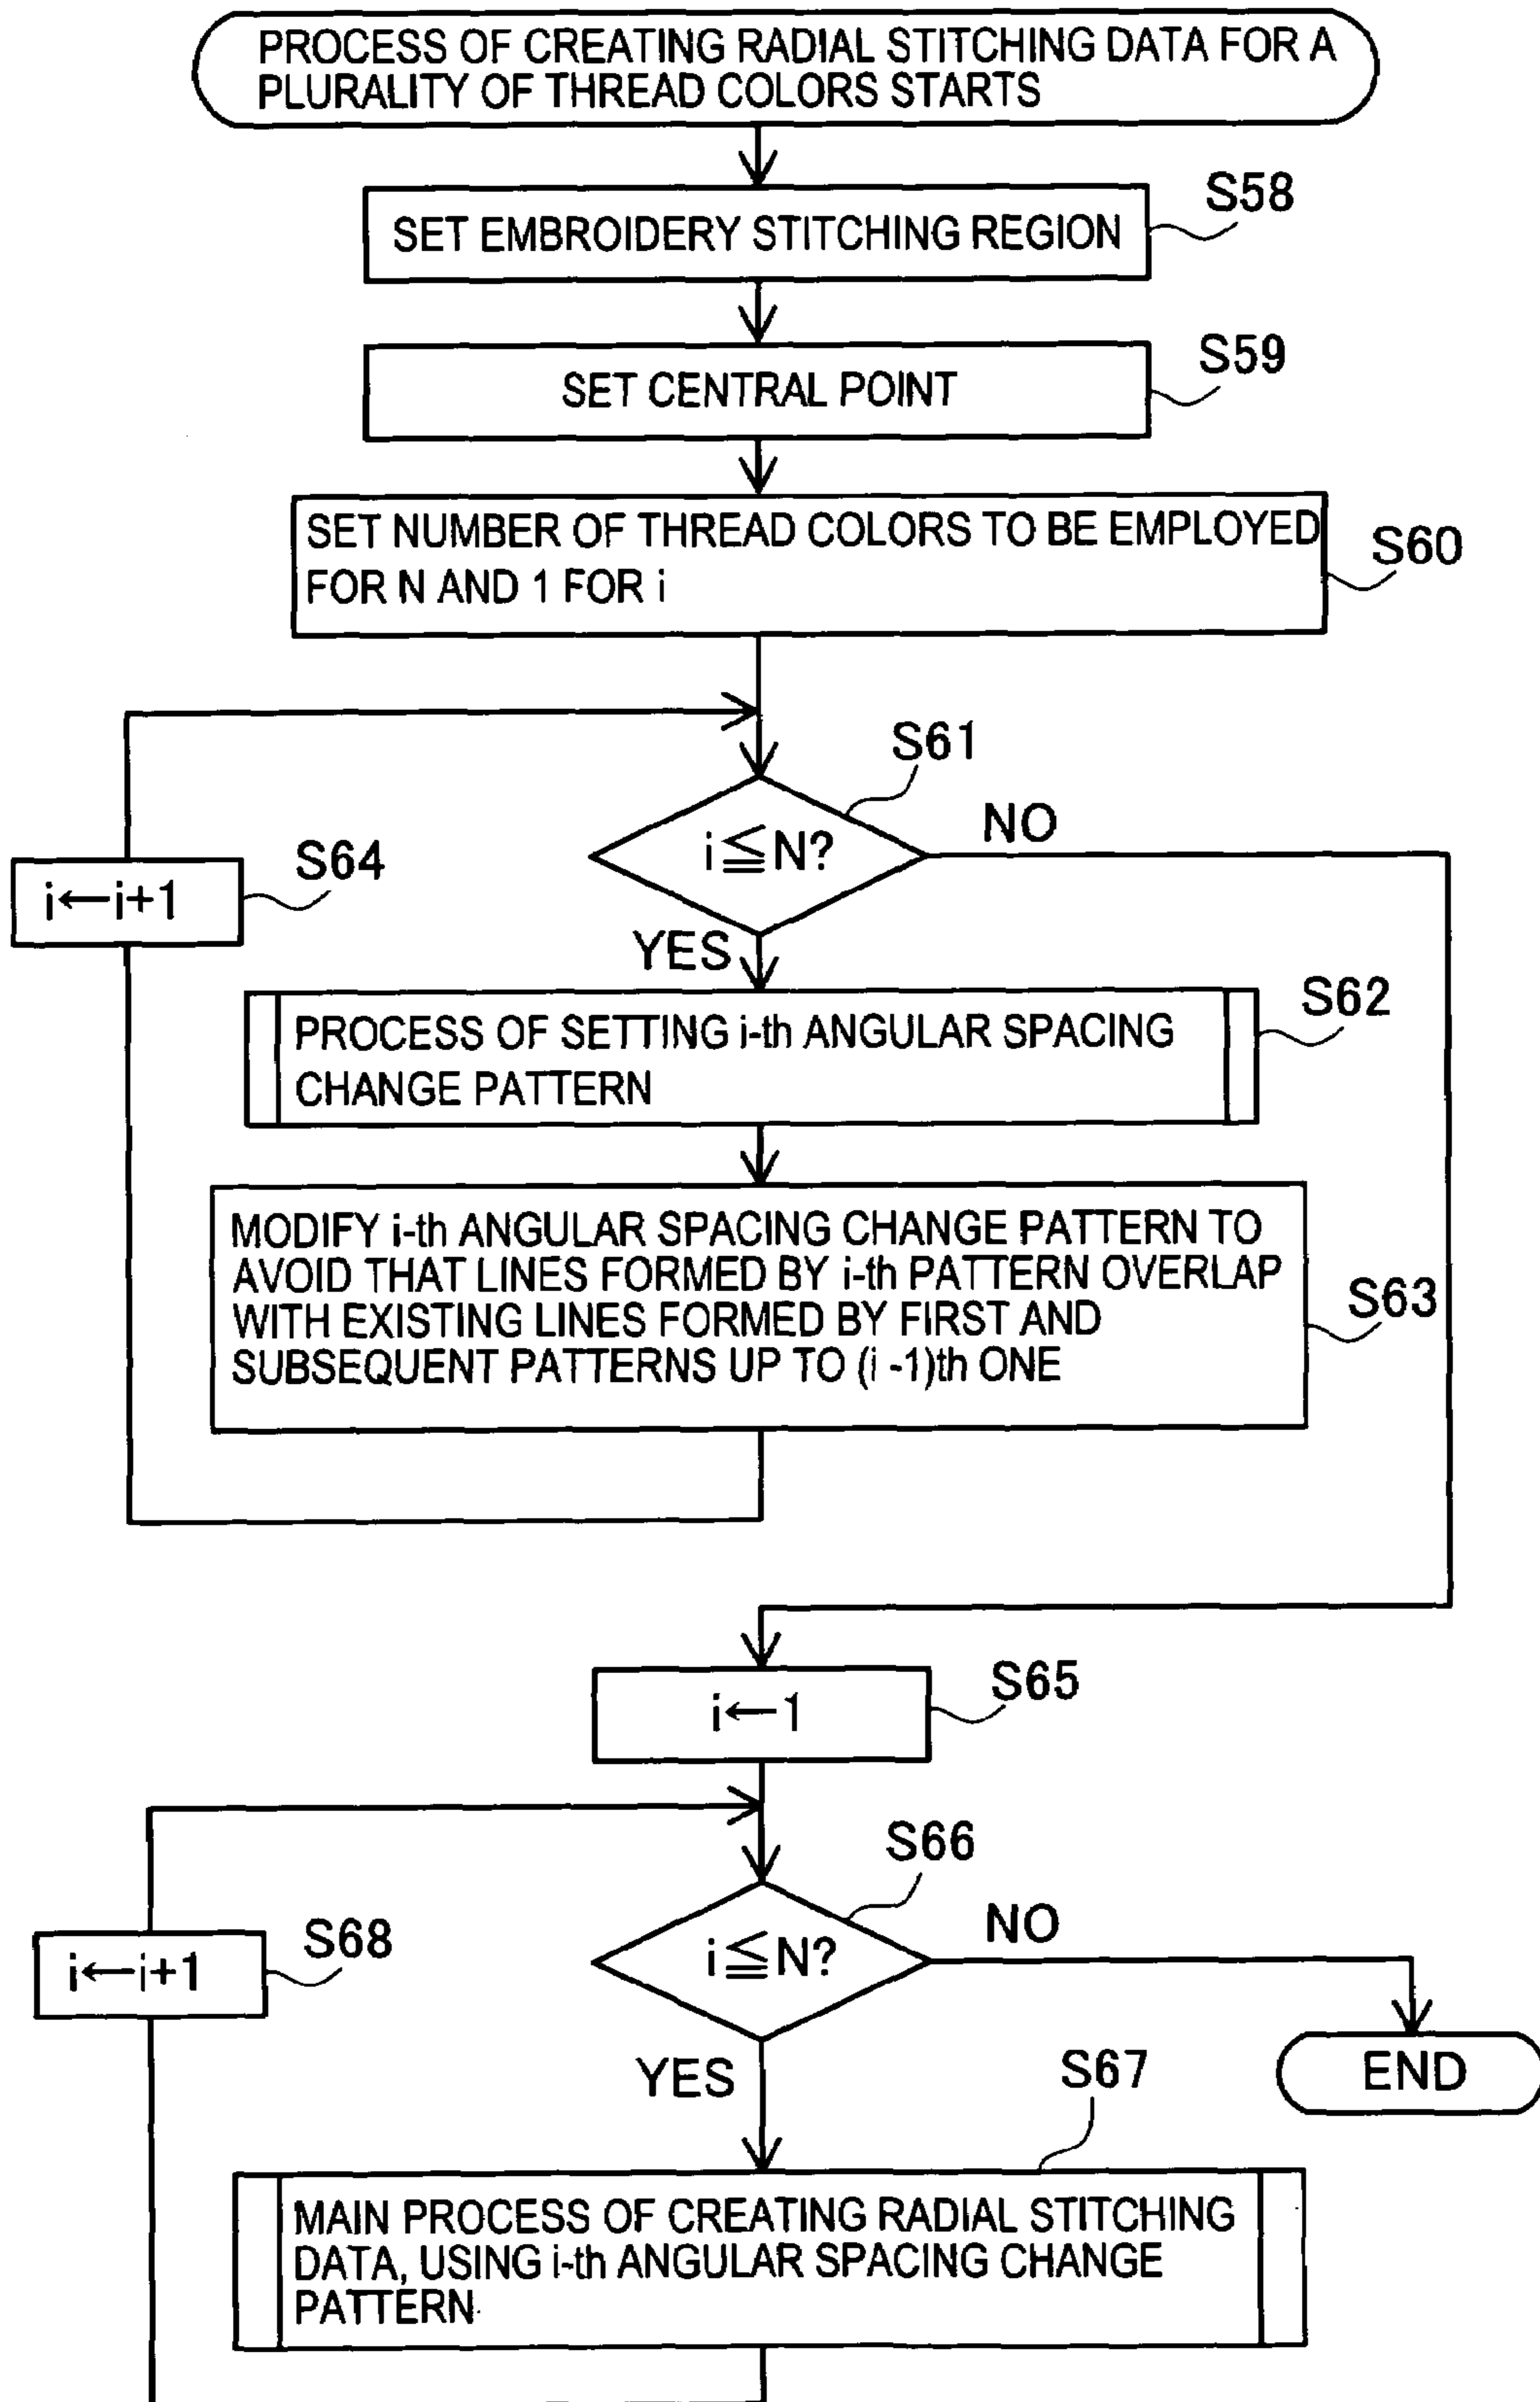 PROCESS OF CREATING RADIAL STITCHING DATA FOR A
PLURALITY OF THREAD COLORS STARTS
S58
SET EMBROIDERY STITCHING REGION
S59
SET CENTRAL POINT
SET NUMBER OF THREAD COLORS TO BE EMPLOYED
FOR N AND 1 FOR i
S60
S61
i≦N?
NO
S64
i←i+1
YES
S62
PROCESS OF SETTING i-th ANGULAR SPACING
CHANGE PATTERN
MODIFY i-th ANGULAR SPACING CHANGE PATTERN TO
AVOID THAT LINES FORMED BY i-th PATTERN OVERLAP
WITH EXISTING LINES FORMED BY FIRST AND
SUBSEQUENT PATTERNS UP TO (i -1)th ONE
S63
S65
i←1
S66
i≦N?
NO
S68
i←i+1
END
YES
S67
MAIN PROCESS OF CREATING RADIAL STITCHING
DATA, USING i-th ANGULAR SPACING CHANGE
PATTERN